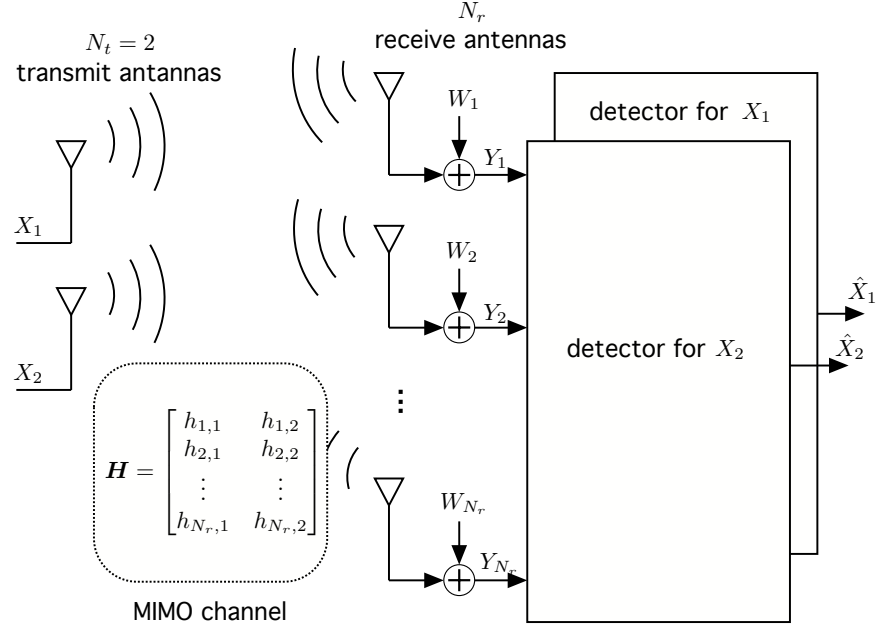 N_t = 2
transmit antannas
N_r
receive antennas
X_1
X_2
W_1
Y_1
W_2
Y_2
...
W_{N_r}
Y_{N_r}
detector for X_1
detector for X_2
\hat{X}_1
\hat{X}_2
H = [ h_{1,1} h_{1,2}
h_{2,1} h_{2,2}
⋮ ⋮
h_{N_r,1} h_{N_r,2} ]
MIMO channel